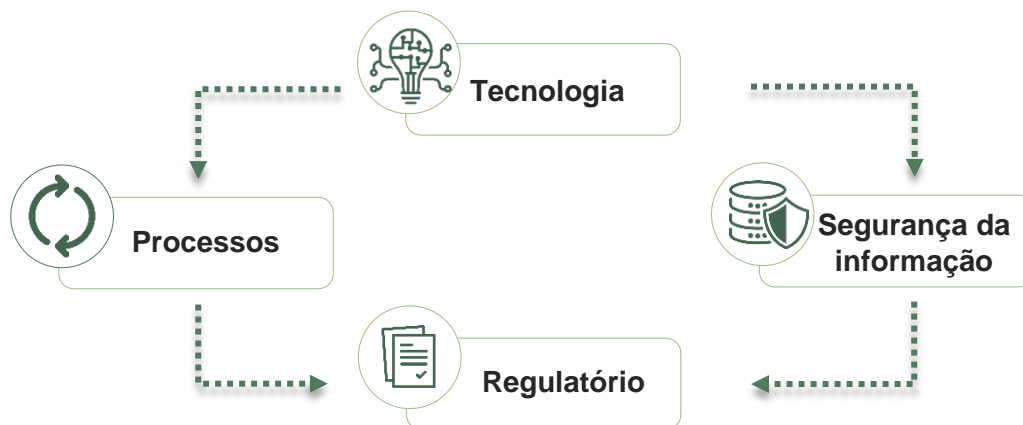 Tecnologia
Processos
Segurança da
informação
Regulatório